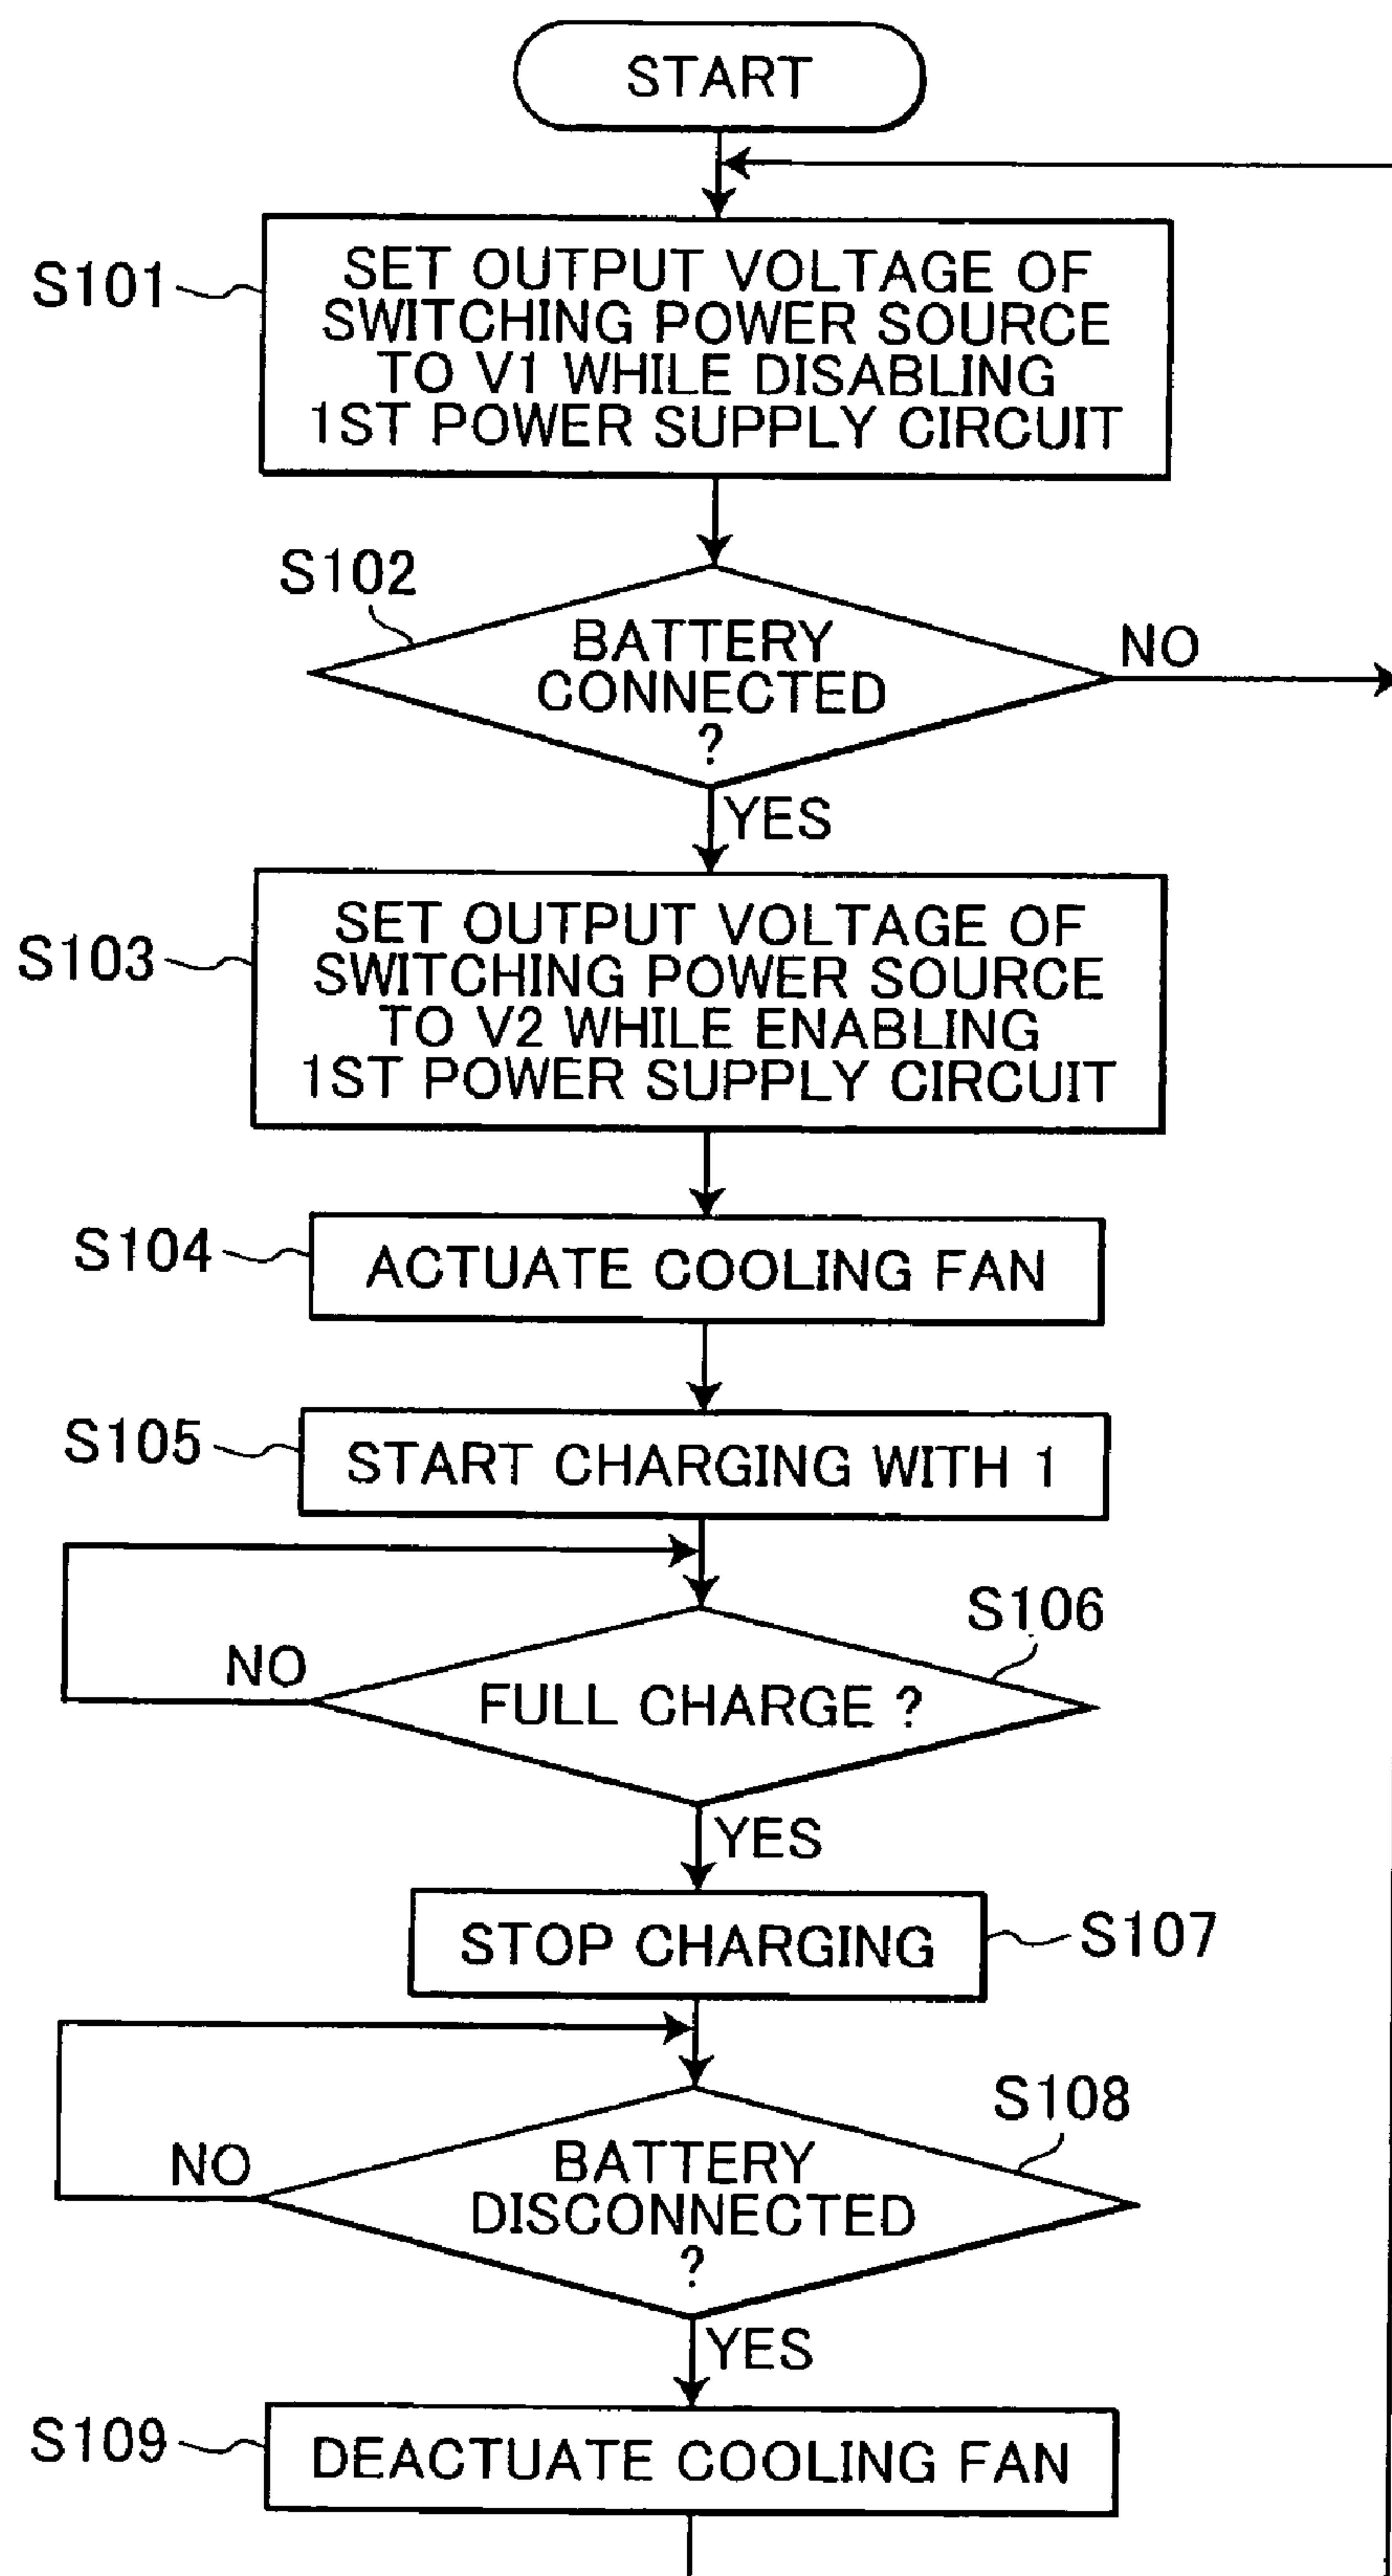 START
S101
SET OUTPUT VOLTAGE OF
SWITCHING POWER SOURCE
TO V1 WHILE DISABLING
1ST POWER SUPPLY CIRCUIT
S102
BATTERY
CONNECTED
?
NO
YES
S103
SET OUTPUT VOLTAGE OF
SWITCHING POWER SOURCE
TO V2 WHILE ENABLING
1ST POWER SUPPLY CIRCUIT
S104
ACTUATE COOLING FAN
S105
START CHARGING WITH 1
S106
NO
FULL CHARGE ?
YES
STOP CHARGING
S107
S108
NO
BATTERY
DISCONNECTED
?
YES
S109
DEACTUATE COOLING FAN